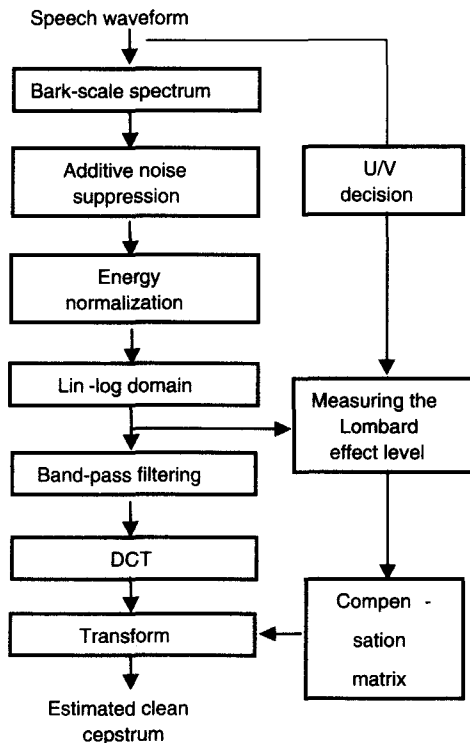 Speech waveform
Bark-scale spectrum
Additive noise
suppression
U/V
decision
Energy
normalization
Lin -log domain
Measuring the
Lombard
effect level
Band-pass filtering
DCT
Transform
Compen -
sation
matrix
Estimated clean
cepstrum